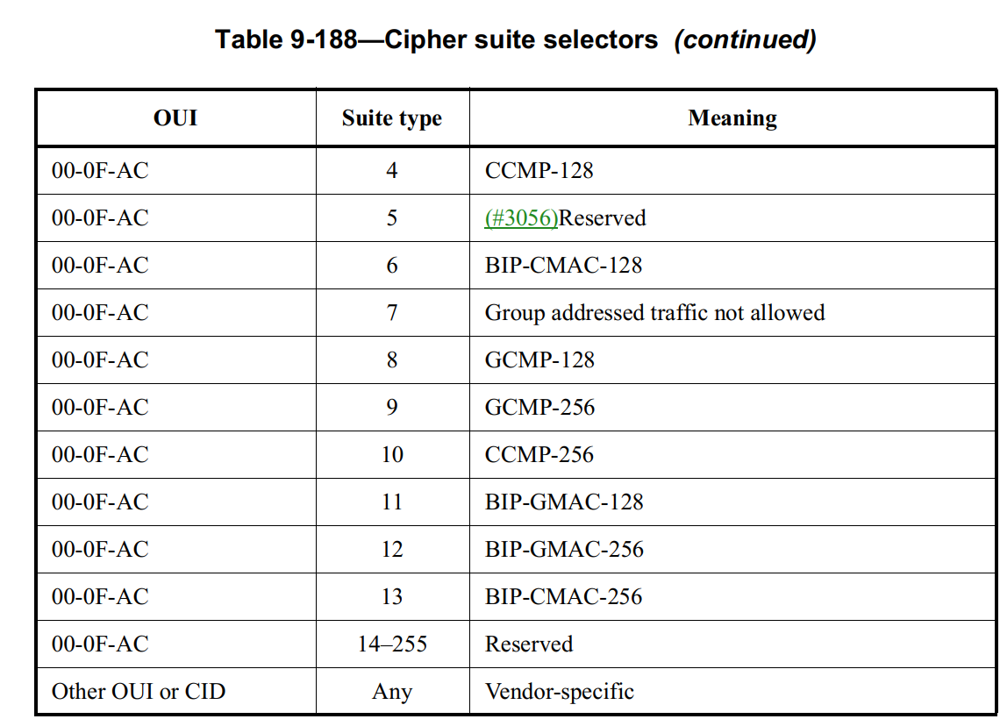 Table 9-188—Cipher suite selectors (continued)
OUI Suite type Meaning
00-0F-AC 4 CCMP-128
00-0F-AC 5 (#3056)Reserved
00-0F-AC 6 BIP-CMAC-128
00-0F-AC 7 Group addressed traffic not allowed
00-0F-AC 8 GCMP-128
00-0F-AC 9 GCMP-256
00-0F-AC 10 CCMP-256
00-0F-AC 11 BIP-GMAC-128
00-0F-AC 12 BIP-GMAC-256
00-0F-AC 13 BIP-CMAC-256
00-0F-AC 14–255 Reserved
Other OUI or CID Any Vendor-specific